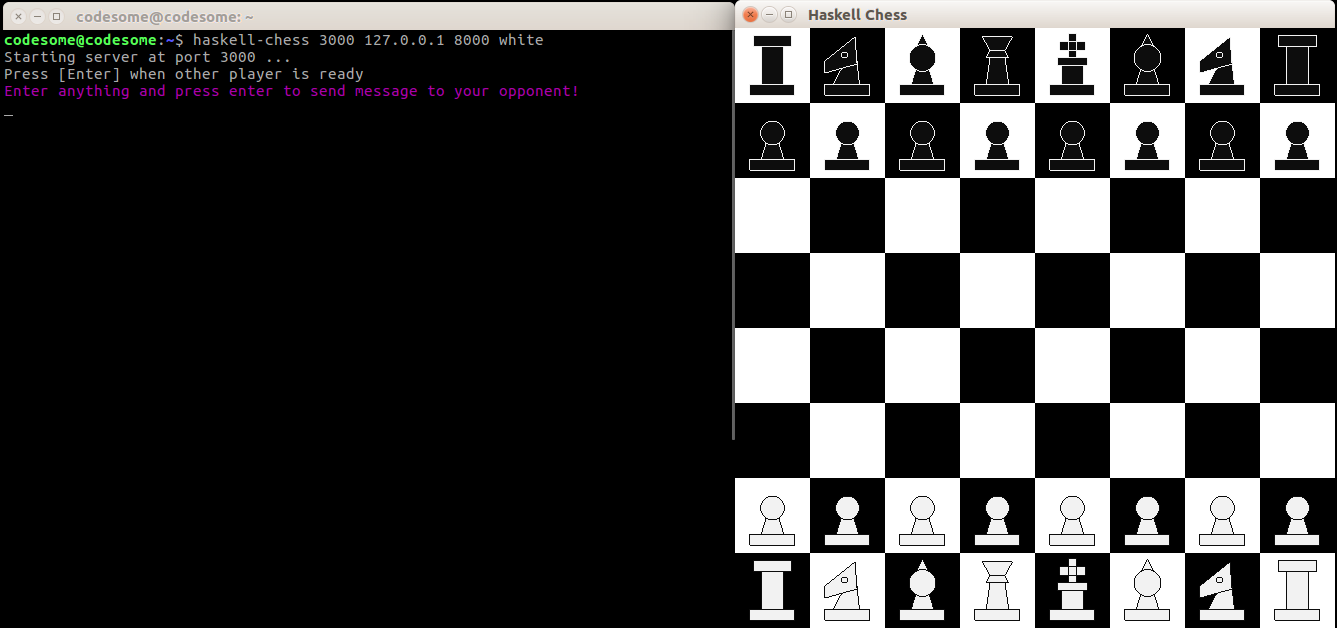 codesome@codesome: ~
codesome@codesome:~$ haskell-chess 3000 127.0.0.1 8000 white
Starting server at port 3000 ...
Press [Enter] when other player is ready
Enter anything and press enter to send message to your opponent!
_
Haskell Chess